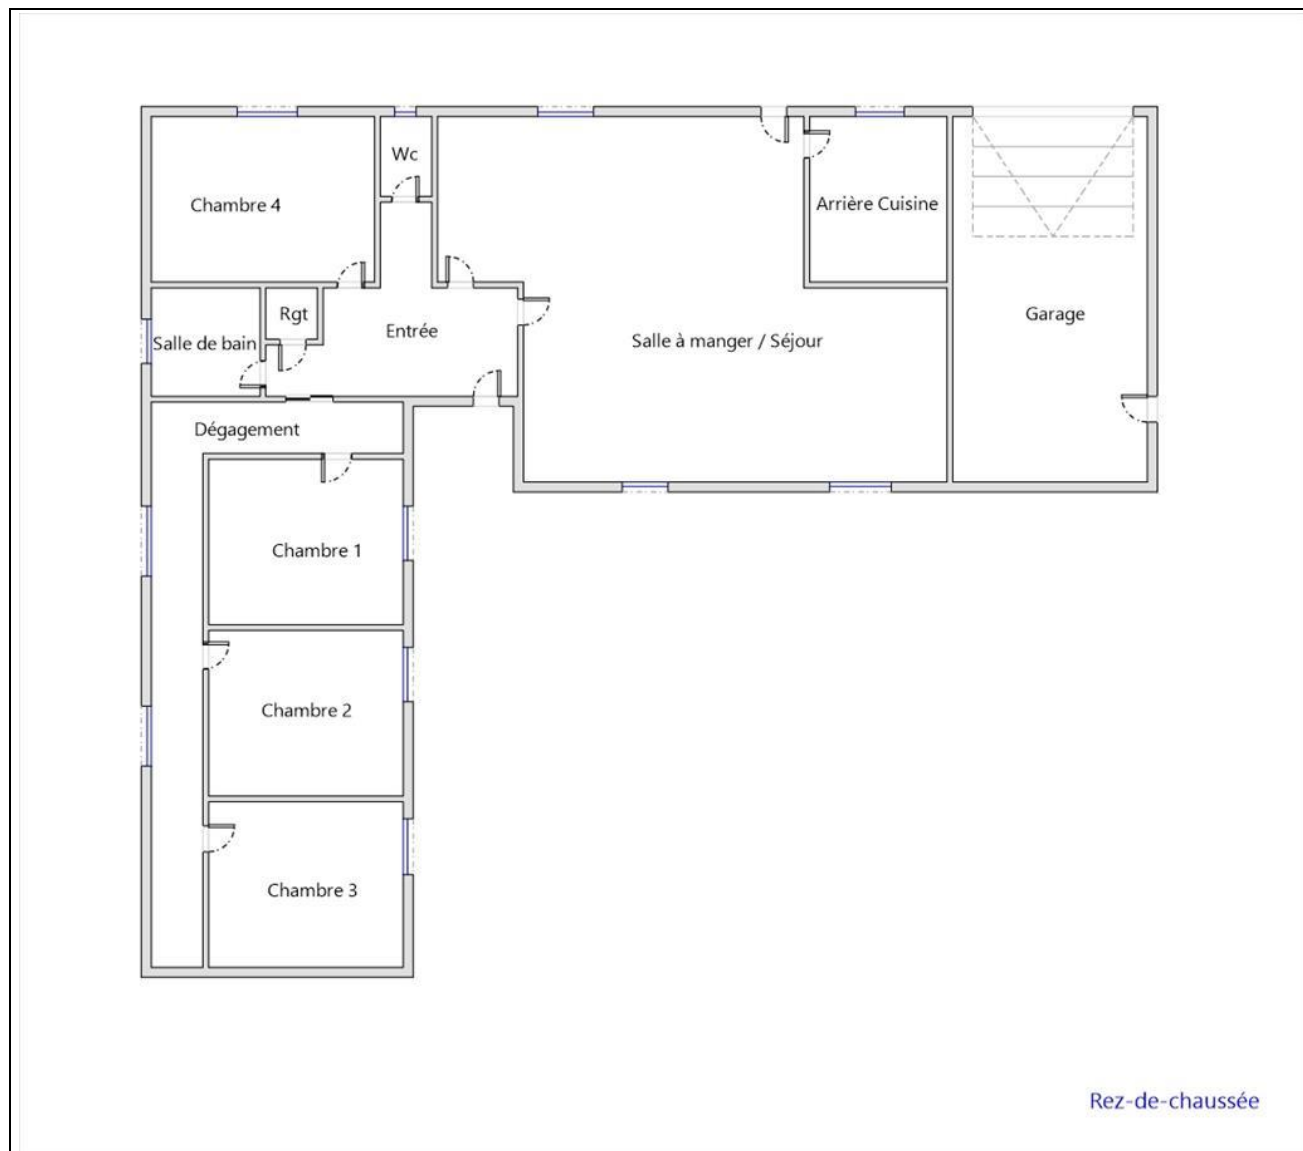 Wc
Chambre 4
Arrière Cuisine
Rgt
Garage
Entrée
Salle de bain
Salle à manger / Séjour
Dégagement
Chambre 1
Chambre 2
Chambre 3
Rez-de-chaussée